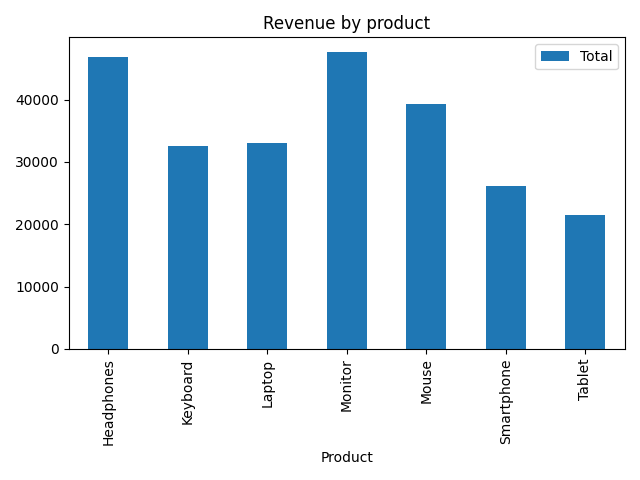 Revenue by product
Total
40000
30000
20000
10000
0
Headphones
Keyboard
Laptop
Monitor
Mouse
Smartphone
Tablet
Product